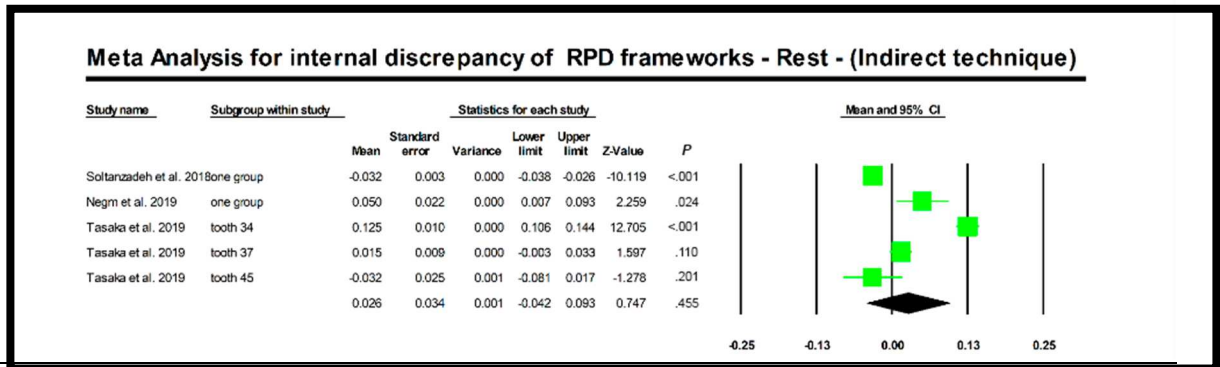 Meta Analysis for internal discrepancy of RPD frameworks - Rest - (Indirect technique)
Study name Subgroup within study Statistics for each study Mean and 95% CI
Standard Lower Upper
Mean error Variance limit limit Z-Value P
Soltanzadeh et al. 2018one group -0.032 0.003 0.000 -0.038 -0.026 -10.119 <.001
Negm et al. 2019 one group 0.050 0.022 0.000 0.007 0.093 2.259 .024
Tasaka et al. 2019 tooth 34 0.125 0.010 0.000 0.106 0.144 12.705 <.001
Tasaka et al. 2019 tooth 37 0.015 0.009 0.000 -0.003 0.033 1.597 .110
Tasaka et al. 2019 tooth 45 -0.032 0.025 0.001 -0.081 0.017 -1.278 .201
0.026 0.034 0.001 -0.042 0.093 0.747 .455
-0.25 -0.13 0.00 0.13 0.25